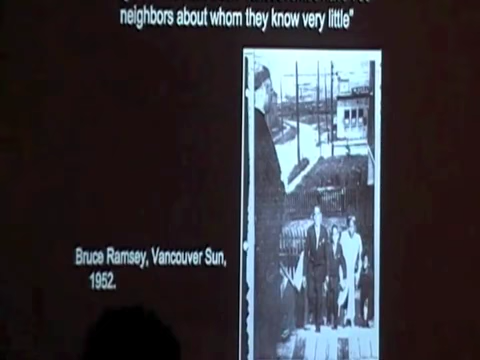 neighbors about whom they know very little"
Bruce Ramsey, Vancouver Sun,
1952.